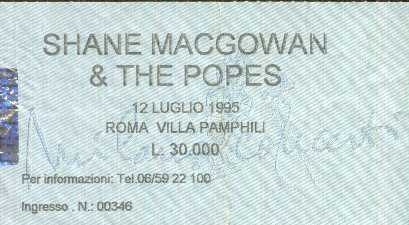 SHANE MACGOWAN
& THE POPES
12 LUGLIO 1995
ROMA VILLA PAMPHILI
L. 30.000
Per informazioni: Tel.06/59 22 100
Ingresso . N.: 00346